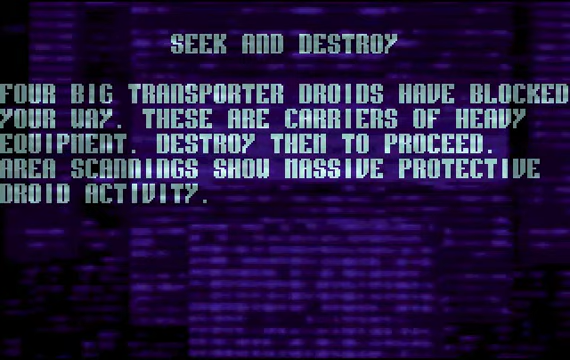 SEEK AND DESTROY
FOUR BIG TRANSPORTER DROIDS HAVE BLOCKED
YOUR WAY. THESE ARE CARRIERS OF HEAVY
EQUIPMENT. DESTROY THEM TO PROCEED.
AREA SCANNINGS SHOW MASSIVE PROTECTIVE
DROID ACTIVITY.